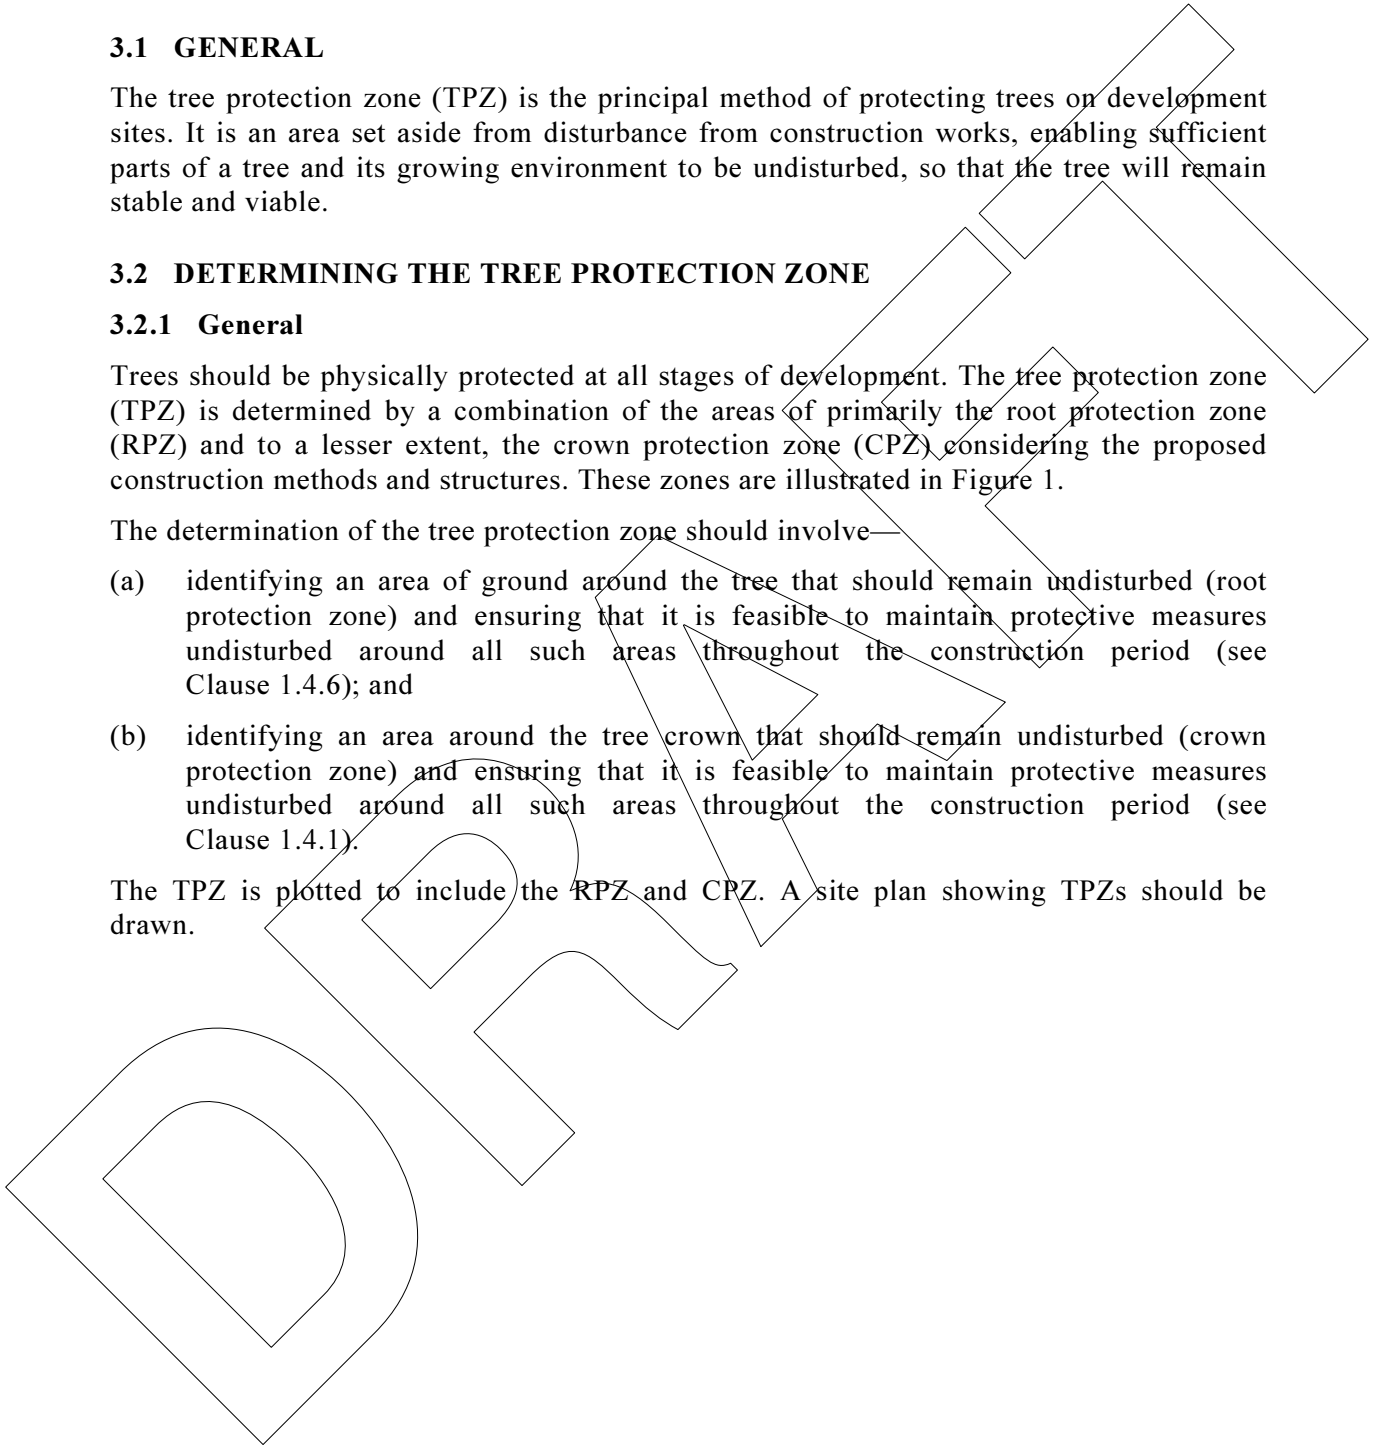 3.1 GENERAL
The tree protection zone (TPZ) is the principal method of protecting trees on development
sites. It is an area set aside from disturbance from construction works, enabling sufficient
parts of a tree and its growing environment to be undisturbed, so that the tree will remain
stable and viable.
3.2 DETERMINING THE TREE PROTECTION ZONE
3.2.1 General
Trees should be physically protected at all stages of development. The tree protection zone
(TPZ) is determined by a combination of the areas of primarily the root protection zone
(RPZ) and to a lesser extent, the crown protection zone (CPZ) considering the proposed
construction methods and structures. These zones are illustrated in Figure 1.
The determination of the tree protection zone should involve—
(a) identifying an area of ground around the tree that should remain undisturbed (root
protection zone) and ensuring that it is feasible to maintain protective measures
undisturbed around all such areas throughout the construction period (see
Clause 1.4.6); and
(b) identifying an area around the tree crown that should remain undisturbed (crown
protection zone) and ensuring that it is feasible to maintain protective measures
undisturbed around all such areas throughout the construction period (see
Clause 1.4.1).
The TPZ is plotted to include the RPZ and CPZ. A site plan showing TPZs should be
drawn.
DRAFT